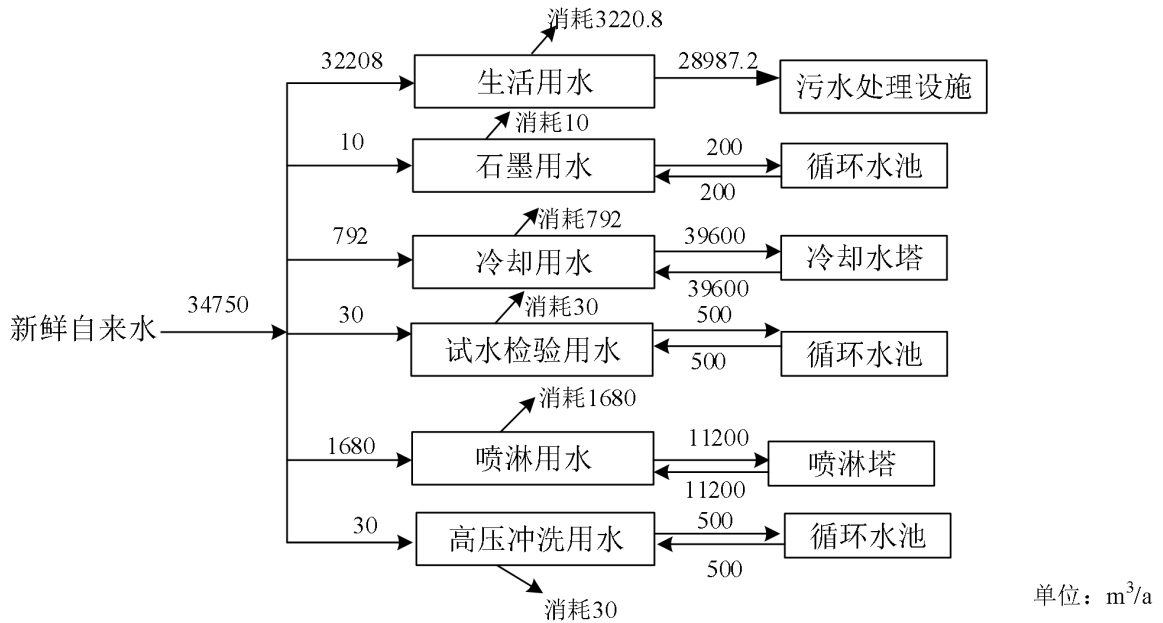 消耗3220.8
32208
生活用水
28987.2
污水处理设施
消耗10
10
石墨用水
200
200
循环水池
消耗792
792
冷却用水
39600
39600
冷却水塔
新鲜自来水
34750
消耗30
30
试水检验用水
500
500
循环水池
消耗1680
1680
喷淋用水
11200
11200
喷淋塔
30
高压冲洗用水
500
500
循环水池
消耗30
单位：m³/a